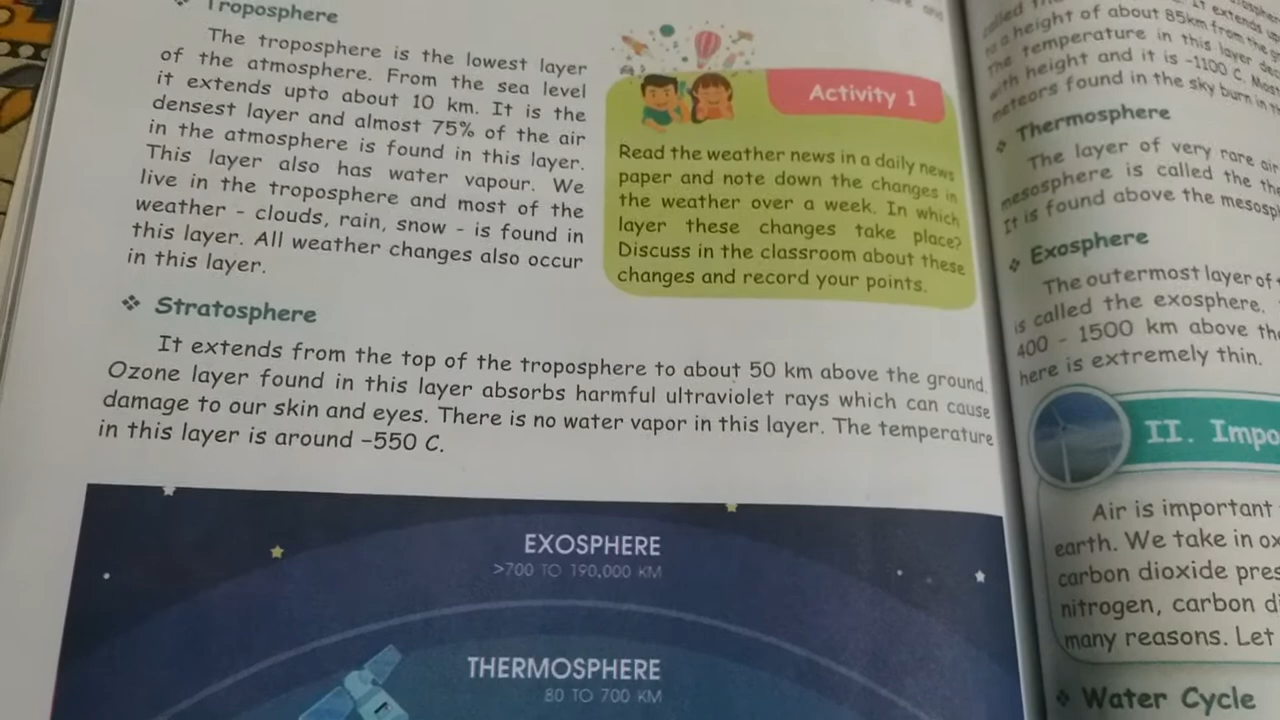 Troposphere
The troposphere is the lowest layer
of the atmosphere. From the sea level
it extends upto about 10 km. It is the
densest layer and almost 75% of the air
in the atmosphere is found in this layer.
This layer also has water vapour. We
live in the troposphere and most of the
weather - clouds, rain, snow - is found in
this layer. All weather changes also occur
in this layer.
Activity 1
Read the weather news in a daily news
paper and note down the changes in
the weather over a week. In which
layer these changes take place?
Discuss in the classroom about these
changes and record your points.
Stratosphere
It extends from the top of the troposphere to about 50 km above the ground.
Ozone layer found in this layer absorbs harmful ultraviolet rays which can cause
damage to our skin and eyes. There is no water vapor in this layer. The temperature
in this layer is around -550 C.
EXOSPHERE
>700 TO 190,000 KM
THERMOSPHERE
80 TO 700 KM
to a height of about 85km from the
The temperature in this layer
with height and it is -1100 C. Most
meteors found in the sky burn in
Thermosphere
The layer of very rare air
mesosphere is called the
It is found above the
Exosphere
The outermost layer of
is called the exosphere.
400 - 1500 km above the
here is extremely thin.
II. Impo
Air is important
earth. We take in
carbon dioxide
nitrogen, carbon
many reasons. Let
Water Cycle